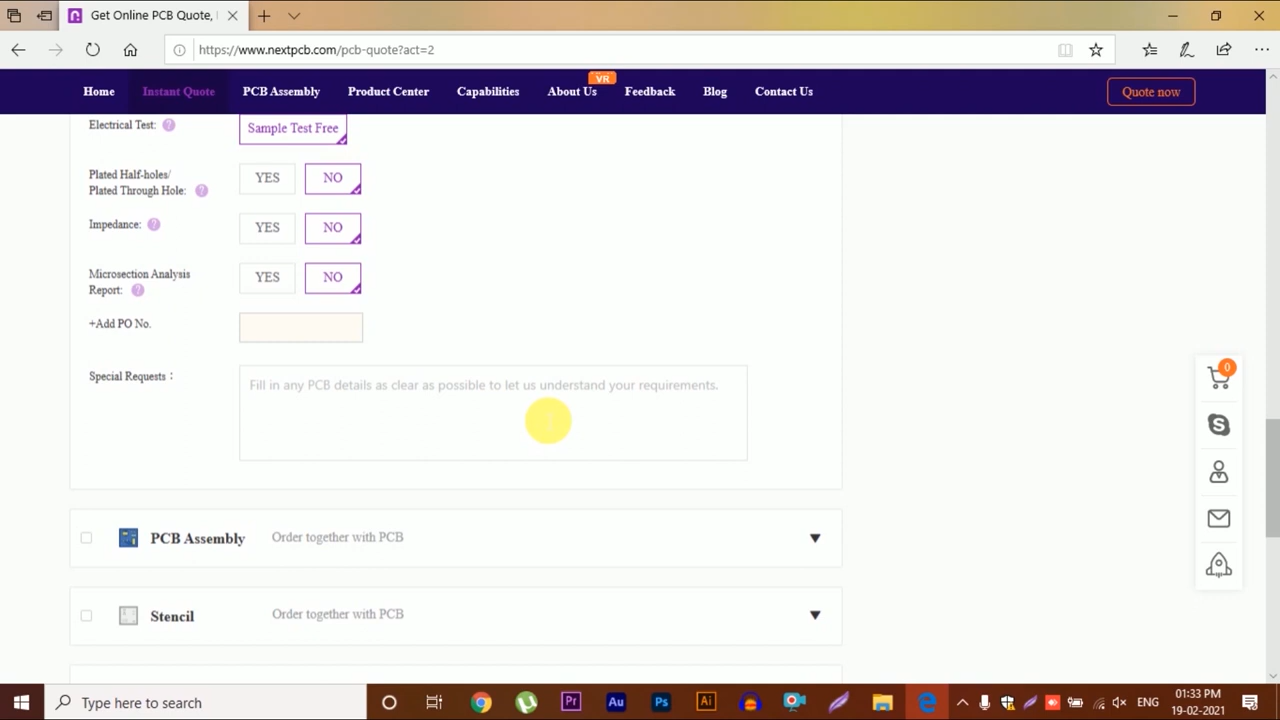 Get Online PCB Quote,
https://www.nextpcb.com/pcb-quote?act=2
VR
Home Instant Quote PCB Assembly Product Center Capabilities About Us Feedback Blog Contact Us Quote now
Electrical Test: ? Sample Test Free
Plated Half-holes/
Plated Through Hole: ? YES NO
Impedance: ? YES NO
Microsection Analysis
Report: ? YES NO
+Add PO No.
0
Special Requests：
Fill in any PCB details as clear as possible to let us understand your requirements.
PCB Assembly Order together with PCB
Stencil Order together with PCB
Type here to search
Pr Au Ps Ai
ENG
01:33 PM
19-02-2021